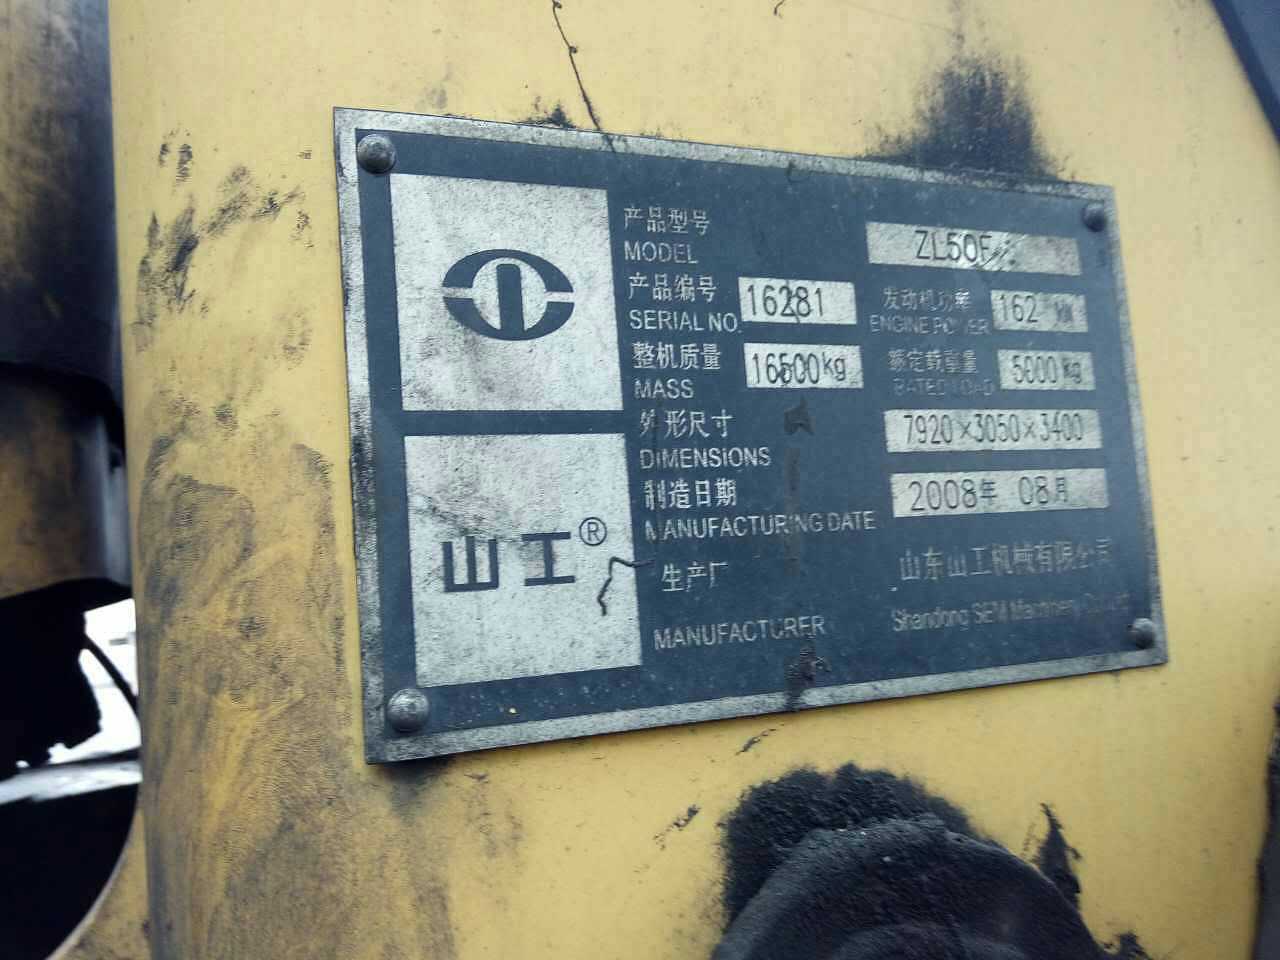 山工®
产品型号
MODEL
ZL50F
产品编号 16281 发动机功率 162 kW
SERIAL NO. ENGINE POWER
整机质量 16500kg 额定载重量 5000kg
MASS RATED LOAD
外形尺寸 7920×3050×3400
DIMENSIONS
制造日期 2008年 08月
MANUFACTURING DATE
生产厂 山东山工机械有限公司
MANUFACTURER Shandong SEM Machinery